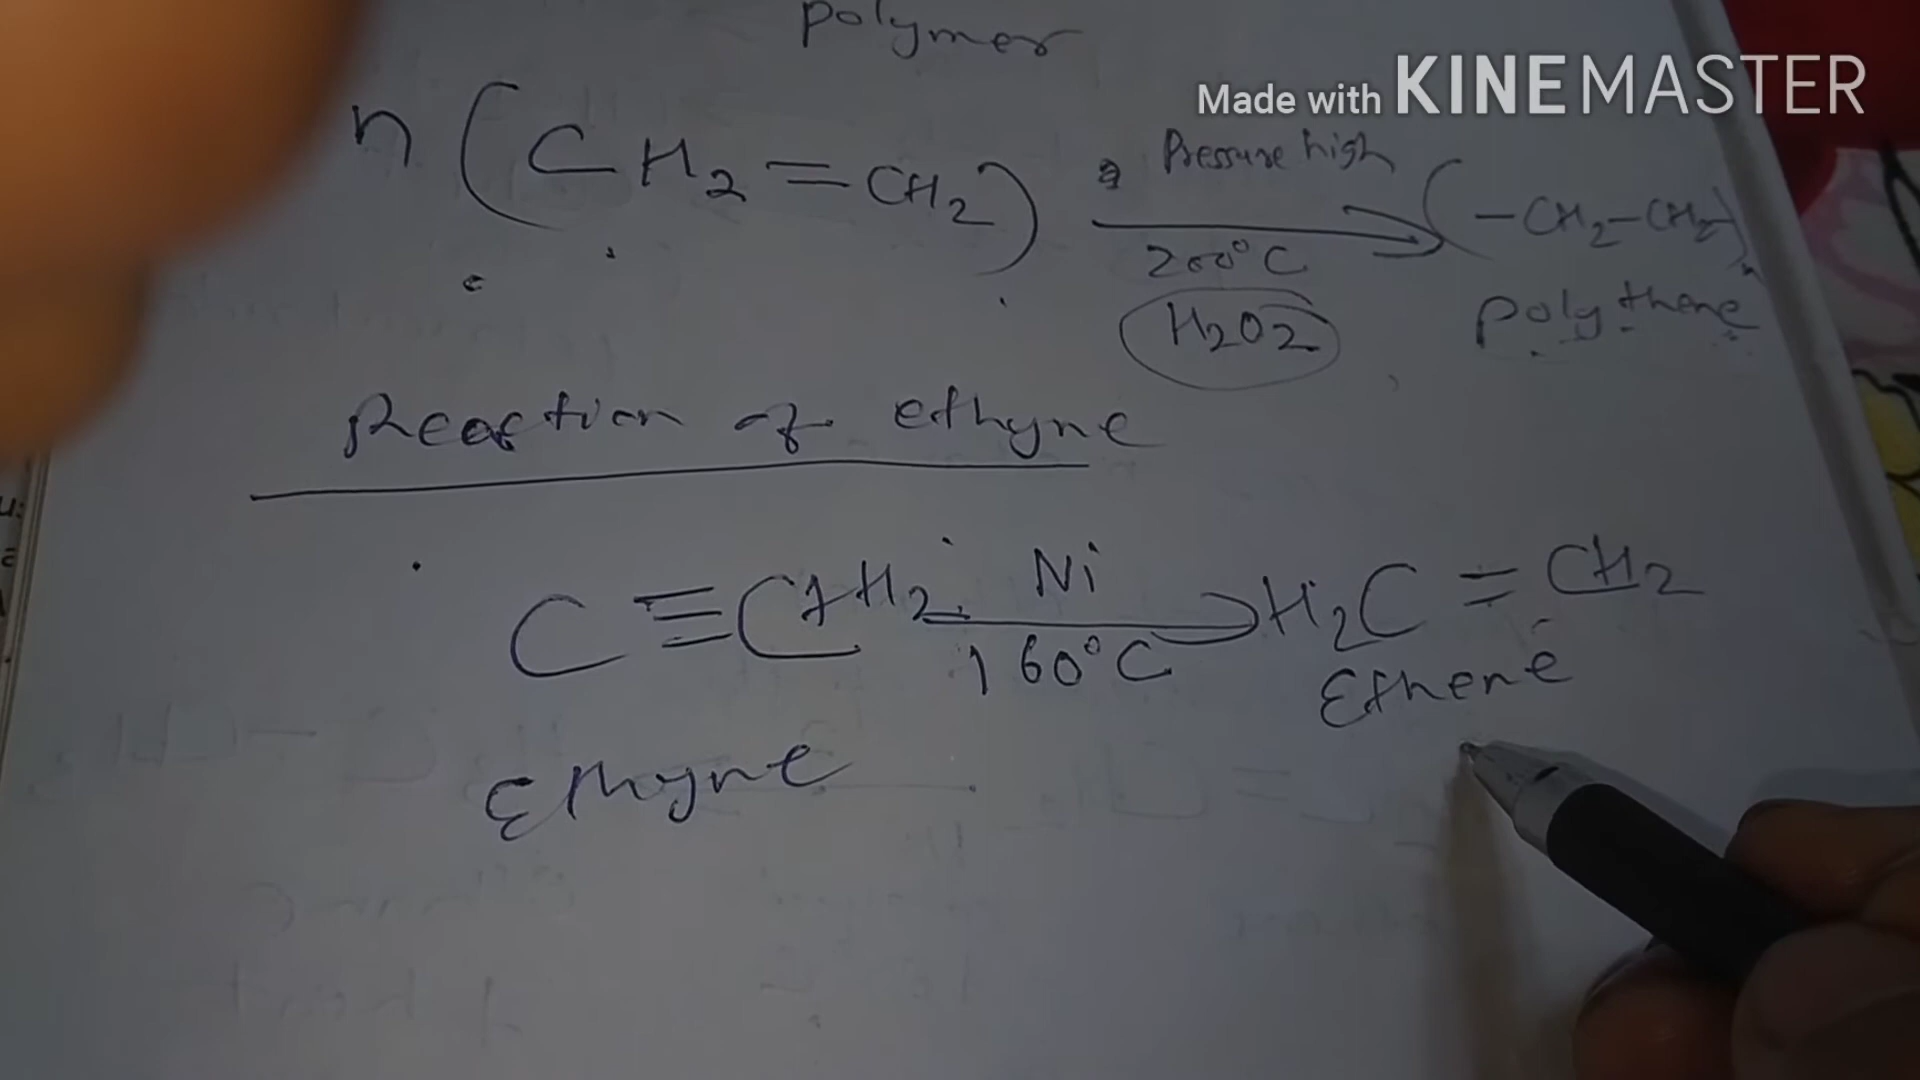 Polymer
Made with KINEMASTER
n(CH2=CH2) Pressure high 200°C H2O2 (-CH2-CH2)n
Polythene
Reaction of ethyne
C≡C+H2 Ni 160°C H2C=CH2
Ethene
Ethyne